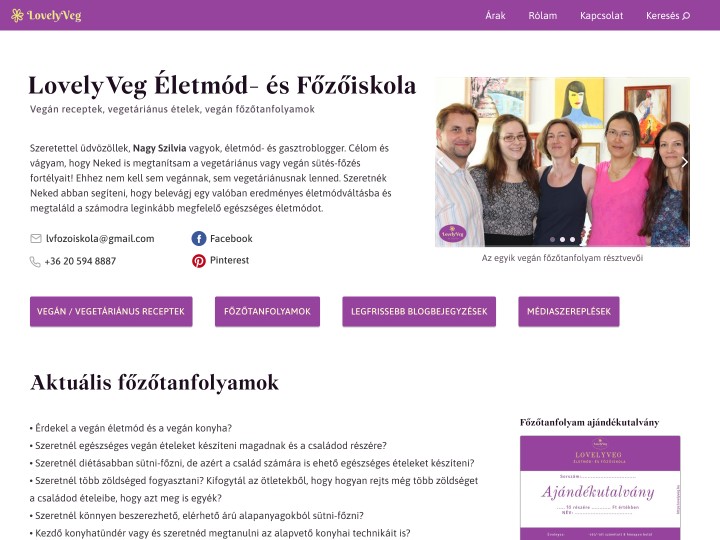 LovelyVeg
Árak
Rólam
Kapcsolat
Keresés
LovelyVeg Életmód- és Főzőiskola
Vegán receptek, vegetáriánus ételek, vegán főzőtanfolyamok
Szeretettel üdvözöllek, Nagy Szilvia vagyok, életmód- és gasztroblogger. Célom és
vágyam, hogy Neked is megtanítsam a vegetáriánus vagy vegán sütés-főzés
fortélyait! Ehhez nem kell sem vegánnak, sem vegetáriánusnak lenned. Szeretnék
Neked abban segíteni, hogy belevágj egy valóban eredményes életmódváltásba és
megtaláld a számodra leginkább megfelelő egészséges életmódot.
lvfozoiskola@gmail.com
Facebook
+36 20 594 8887
Pinterest
LovelyVeg
Az egyik vegán főzőtanfolyam résztvevői
VEGÁN / VEGETÁRIÁNUS RECEPTEK
FŐZŐTANFOLYAMOK
LEGFRISSEBB BLOGBEJEGYZÉSEK
MÉDIASZEREPLÉSEK
Aktuális főzőtanfolyamok
• Érdekel a vegán életmód és a vegán konyha?
• Szeretnél egészséges vegán ételeket készíteni magadnak és a családod részére?
• Szeretnél diétásabban sütni-főzni, de azért a család számára is ehető egészséges ételeket készíteni?
• Szeretnél több zöldséged fogyasztani? Kifogytál az ötletekből, hogy hogyan rejts még több zöldséget
a családod ételeibe, hogy azt meg is egyék?
• Szeretnél könnyen beszerezhető, elérhető árú alapanyagokból sütni-főzni?
• Kezdő konyhatündér vagy és szeretnéd megtanulni az alapvető konyhai technikáit is?
Főzőtanfolyam ajándékutalvány
LOVELYVEG
ÉLETMÓD- ÉS FŐZŐISKOLA
Sorszám:
Ajándékutalvány
részére
Ft értékben
NÉV: